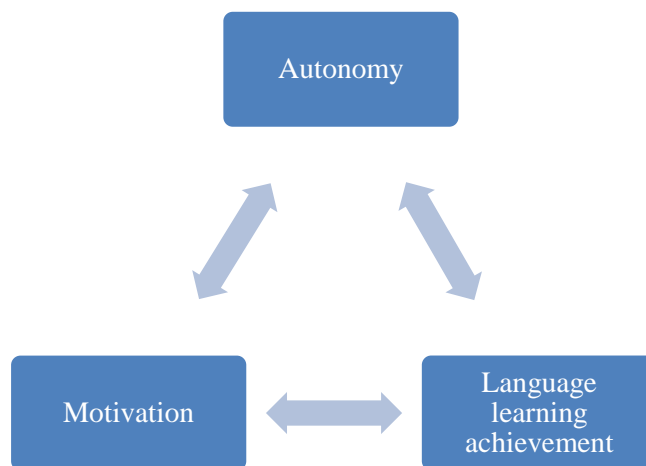 Autonomy
Motivation
Language
learning
achievement